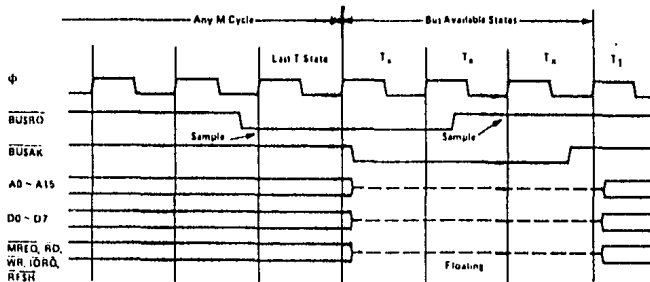 Any M Cycle
Bus Available States
Last T State
Tx
Tx
Tx
T1
Φ
BUSRQ
Sample
Sample
BUSAK
A0 ~ A15
D0 ~ D7
MREQ, RD,
WR, IORQ,
RFSH
Floating